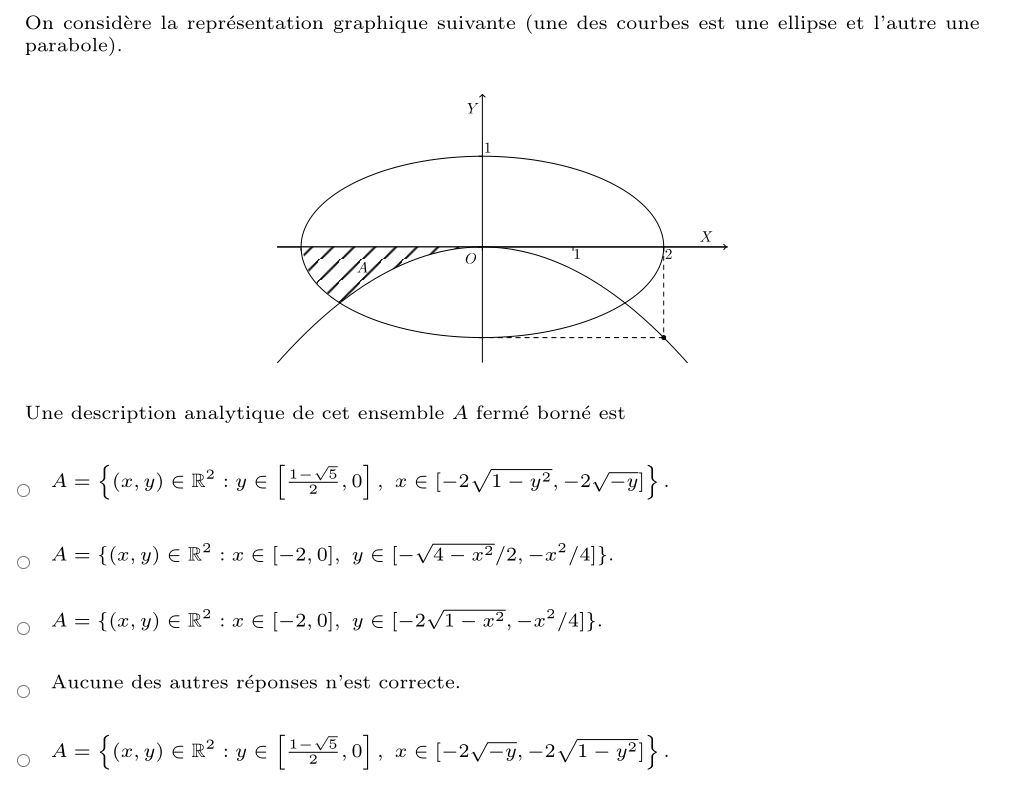 On considère la représentation graphique suivante (une des courbes est une ellipse et l'autre une
parabole).
Y
1
X
A
O
1
2
Une description analytique de cet ensemble A fermé borné est
A = {(x, y) ∈ ℝ² : y ∈ [(1−√5)/2, 0], x ∈ [−2√(1 − y²), −2√(−y)]}.
A = {(x, y) ∈ ℝ² : x ∈ [−2, 0], y ∈ [−√(4 − x²)/2, −x²/4]}.
A = {(x, y) ∈ ℝ² : x ∈ [−2, 0], y ∈ [−2√(1 − x²), −x²/4]}.
Aucune des autres réponses n'est correcte.
A = {(x, y) ∈ ℝ² : y ∈ [(1−√5)/2, 0], x ∈ [−2√(−y), −2√(1 − y²)]}.